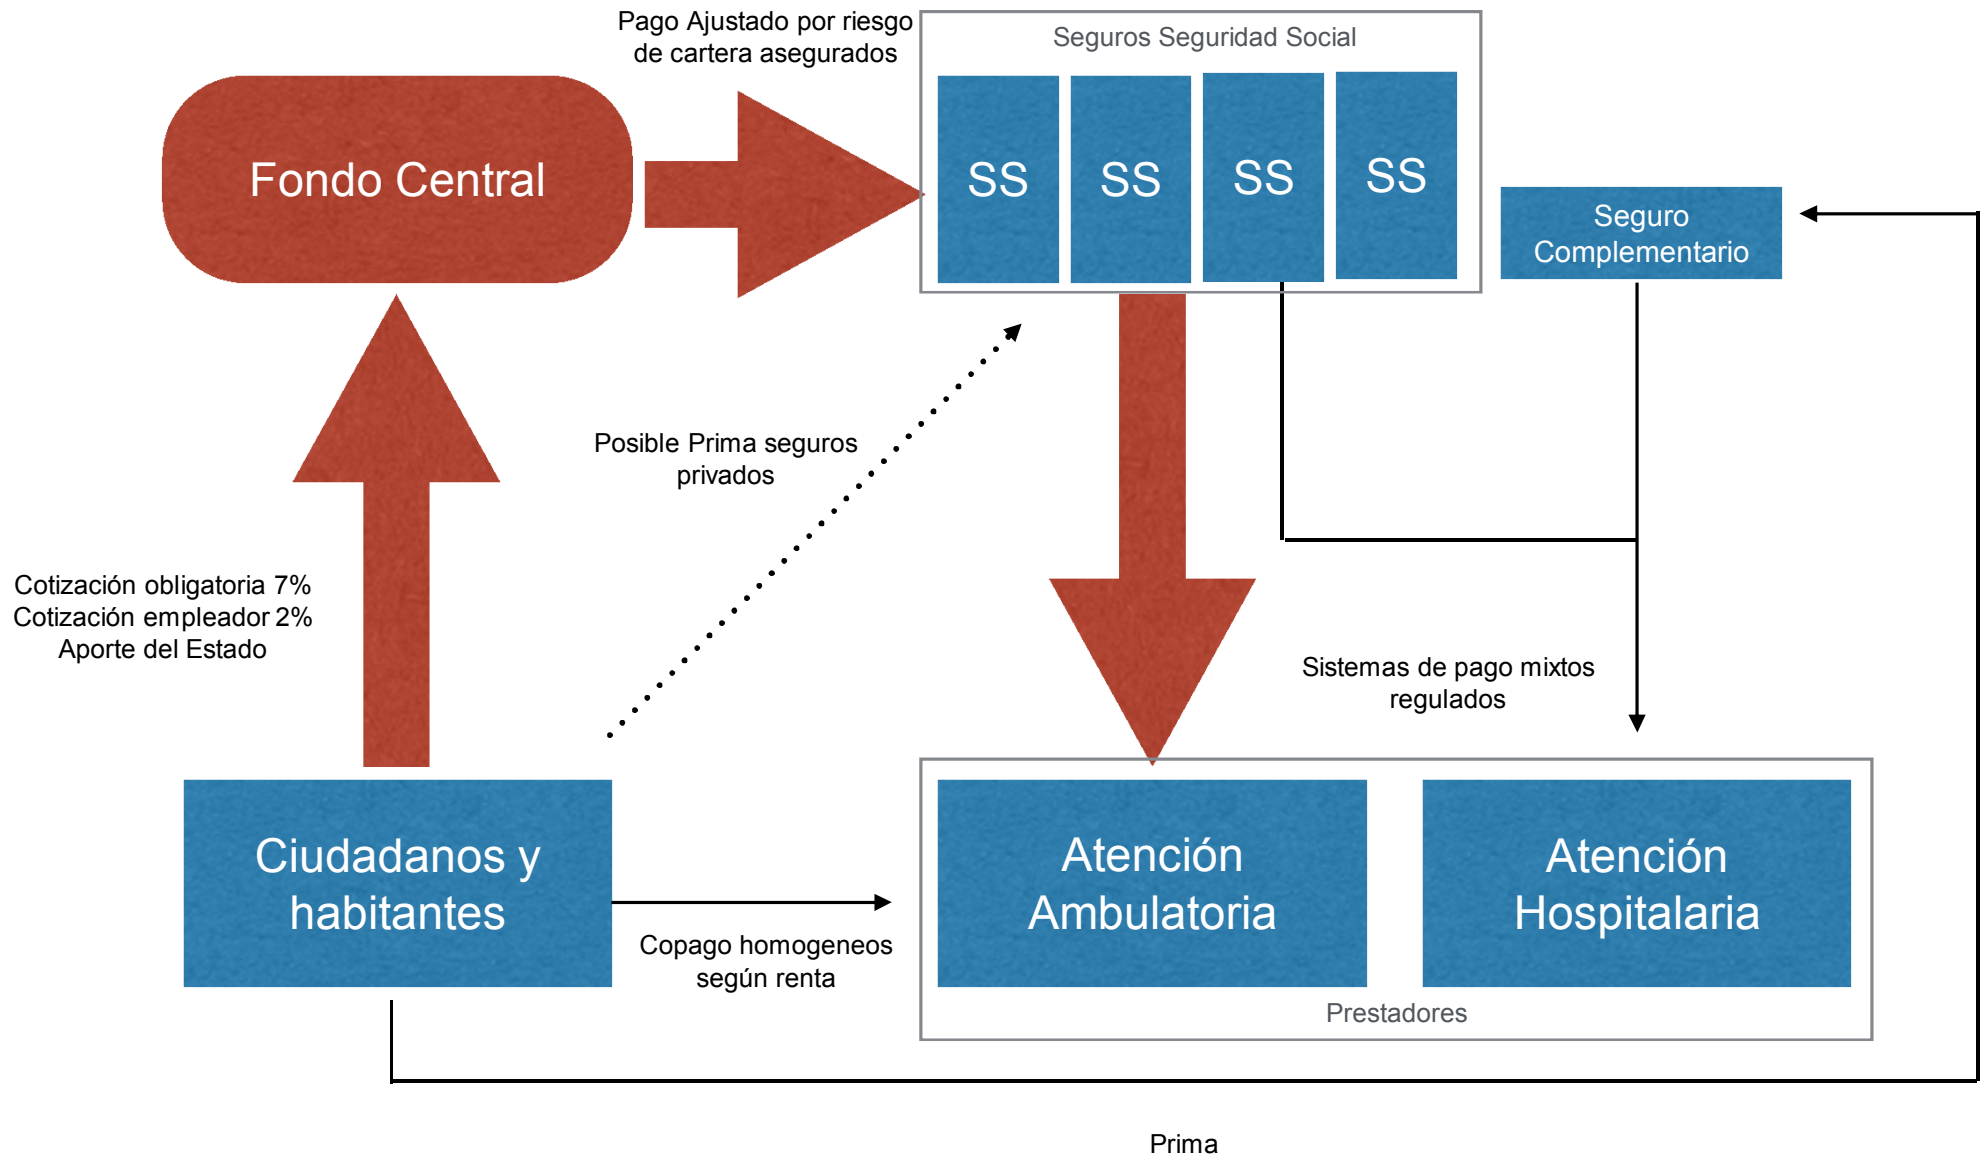 Pago Ajustado por riesgo
de cartera asegurados
Seguros Seguridad Social
Fondo Central
SS
SS
SS
SS
Seguro
Complementario
Posible Prima seguros
privados
Cotización obligatoria 7%
Cotización empleador 2%
Aporte del Estado
Sistemas de pago mixtos
regulados
Ciudadanos y
habitantes
Copago homogeneos
según renta
Atención
Ambulatoria
Atención
Hospitalaria
Prestadores
Prima